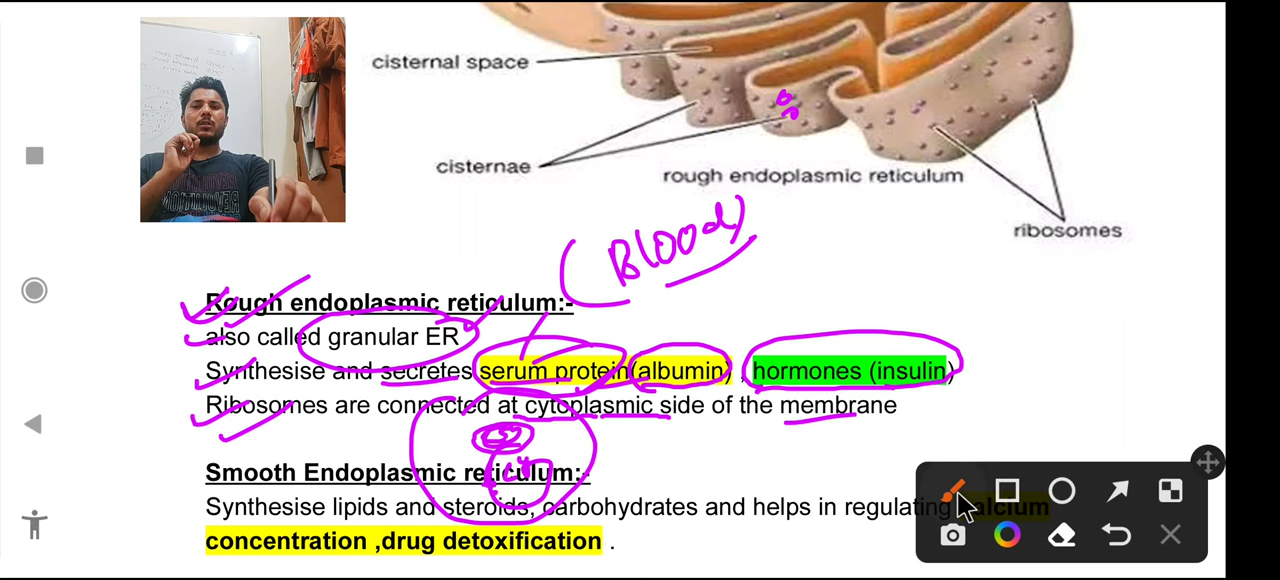 cisternal space
cisternae
rough endoplasmic reticulum
ribosomes
(Blood)
Rough endoplasmic reticulum:-
also called granular ER
Synthesise and secretes serum protein(albumin) , hormones (insulin)
Ribosomes are connected at cytoplasmic side of the membrane
Smooth Endoplasmic reticulum:-
Synthesise lipids and steroids, carbohydrates and helps in regulating calcium
concentration ,drug detoxification .